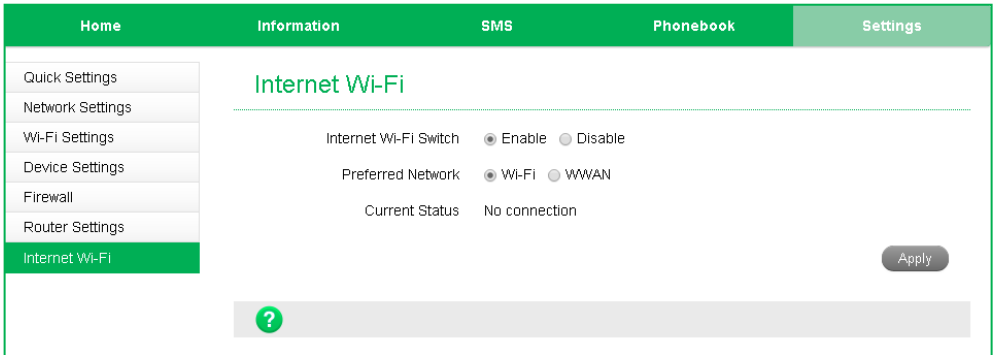 Home Information SMS Phonebook Settings
Quick Settings
Network Settings
Wi-Fi Settings
Device Settings
Firewall
Router Settings
Internet Wi-Fi
Internet Wi-Fi
Internet Wi-Fi Switch Enable Disable
Preferred Network Wi-Fi WWAN
Current Status No connection
Apply
?